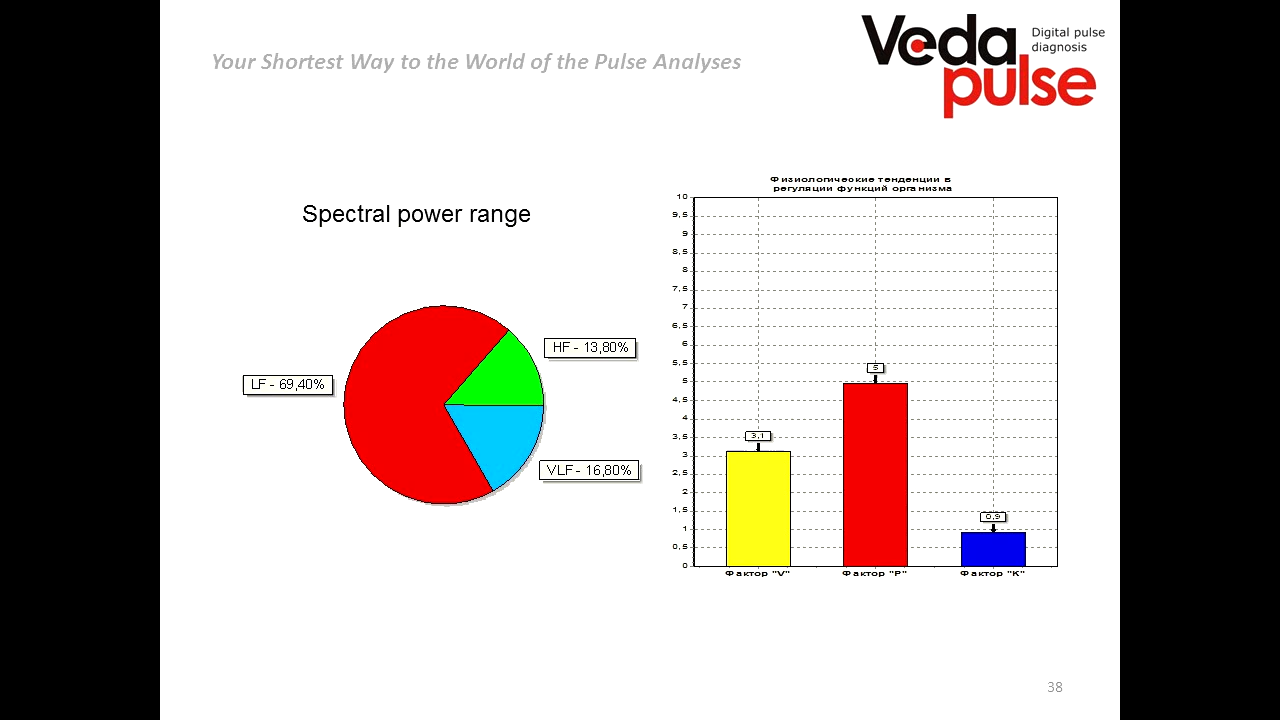 Your Shortest Way to the World of the Pulse Analyses
Veda
pulse
Digital pulse
diagnosis
Spectral power range
HF - 13,80%
LF - 69,40%
VLF - 16,80%
Физиологические тенденции в
регуляции функций организма
10
9,5
9
8,5
8
7,5
7
6,5
6
5,5
5
4,5
4
3,5
3
2,5
2
1,5
1
0,5
0
3,1
5
0,9
Фактор "V"
Фактор "P"
Фактор "K"
38